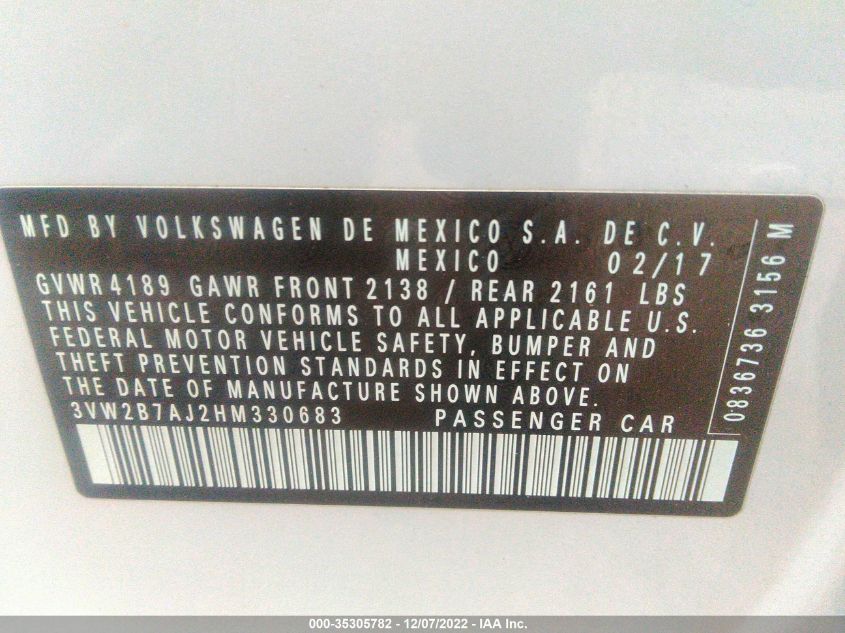 MFD BY VOLKSWAGEN DE MEXICO S.A. DE C.V.
MEXICO 02/17
GVWR 4189 GAWR FRONT 2138 / REAR 2161 LBS
THIS VEHICLE CONFORMS TO ALL APPLICABLE U.S.
FEDERAL MOTOR VEHICLE SAFETY, BUMPER AND
THEFT PREVENTION STANDARDS IN EFFECT ON
THE DATE OF MANUFACTURE SHOWN ABOVE.
3VW2B7AJ2HM330683 PASSENGER CAR
0836736 3156 M
000-35305782 - 12/07/2022 - IAA Inc.